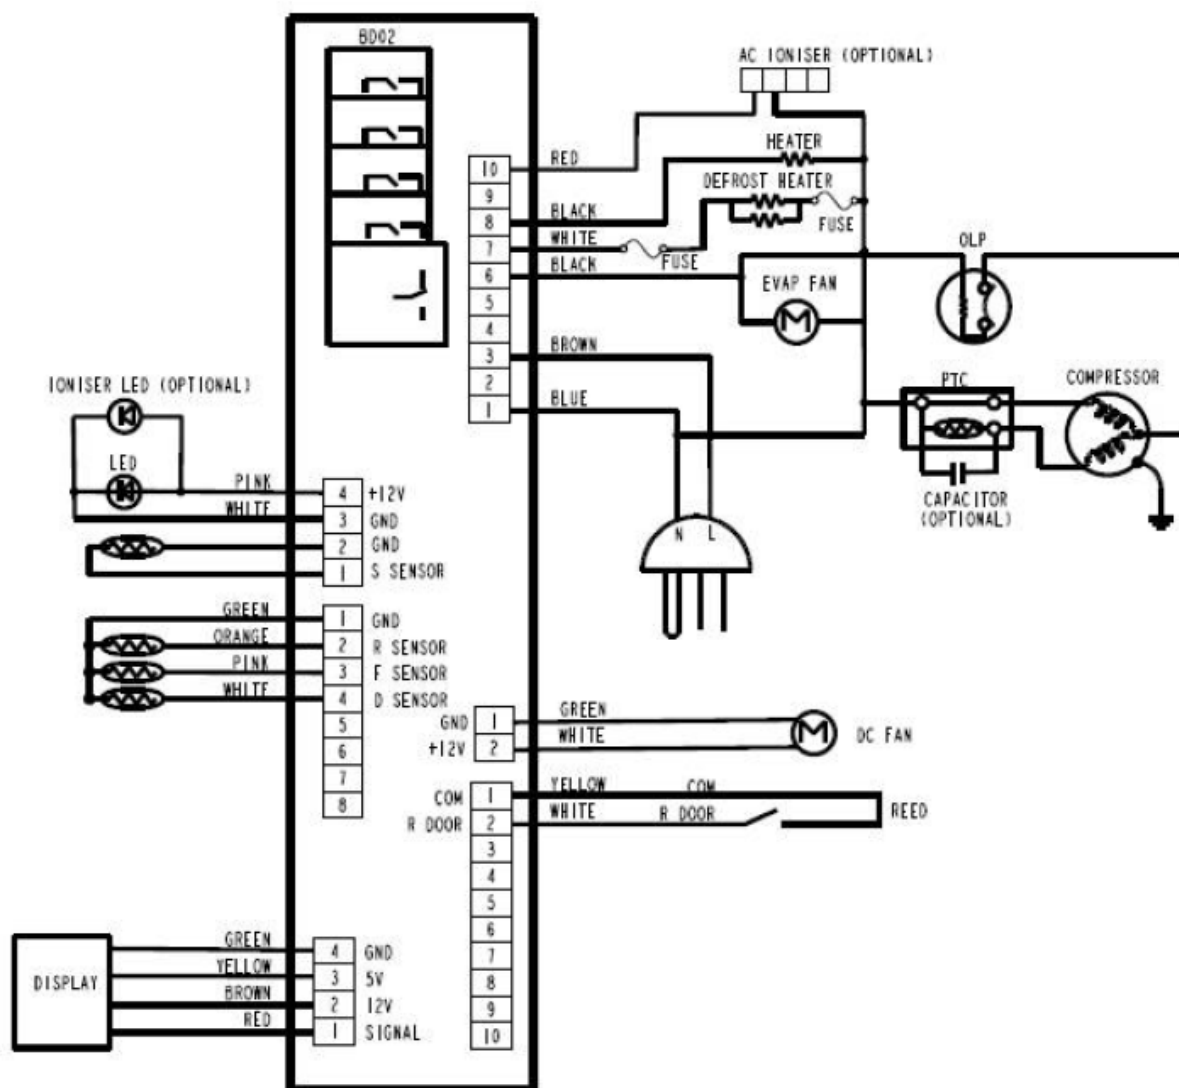 BD02
AC IONISER (OPTIONAL)
HEATER
10 RED
DEFROST HEATER
9
8 BLACK
FUSE
7 WHITE
FUSE
OLP
6 BLACK
EVAP FAN
5
4
3 BROWN
2
1 BLUE
PTC
COMPRESSOR
CAPACITOR
(OPTIONAL)
N L
IONISER LED (OPTIONAL)
LED
PINK 4 +12V
WHITE 3 GND
2 GND
1 S SENSOR
GREEN 1 GND
ORANGE 2 R SENSOR
PINK 3 F SENSOR
WHITE 4 D SENSOR
5
6
7
8
GND 1 GREEN
+12V 2 WHITE
M DC FAN
M
COM 1 YELLOW COM
R DOOR 2 WHITE R DOOR
REED
3
4
5
6
7
8
9
10
DISPLAY
GREEN 4 GND
YELLOW 3 5V
BROWN 2 12V
RED 1 SIGNAL